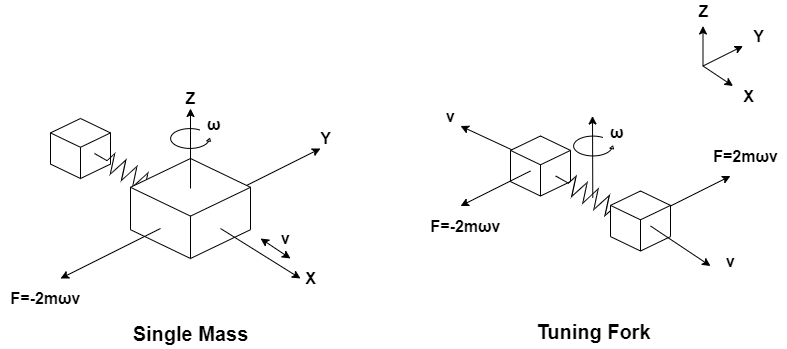 Z
ω
Y
v
X
F=-2mωv
Single Mass
Z
Y
X
v
ω
F=2mωv
F=-2mωv
v
Tuning Fork